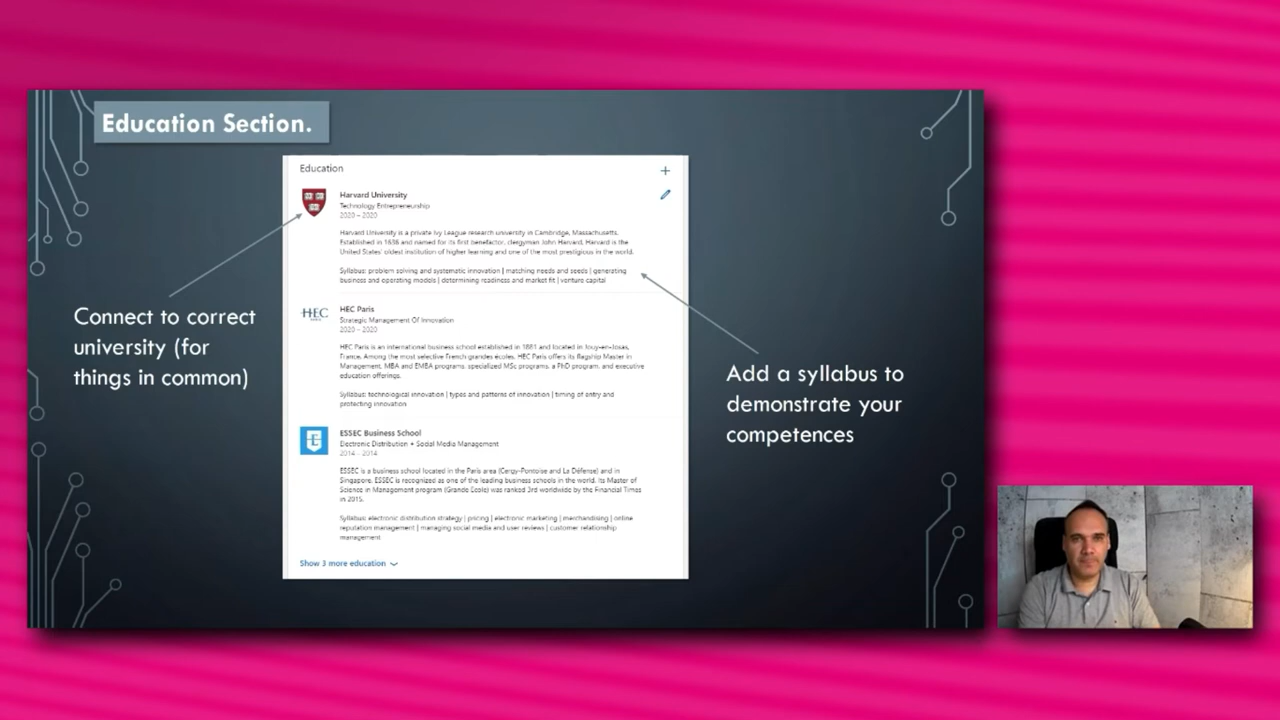 Education Section.
Education
Harvard University
Technology Entrepreneurship
2020 – 2020
Harvard University is a private Ivy League research university in Cambridge, Massachusetts.
Established in 1636 and named for its first benefactor, clergyman John Harvard, Harvard is the
United States' oldest institution of higher learning and one of the most prestigious in the world.
Syllabus: problem solving and systematic innovation | matching needs and seeds | generating
business and operating models | determining readiness and market fit | venture capital
Connect to correct
university (for
things in common)
HEC
HEC Paris
Strategic Management Of Innovation
2020 – 2020
HEC Paris is an international business school established in 1881 and located in Jouy-en-Josas,
France. Among the most selective French grandes écoles, HEC Paris offers its flagship Master in
Management, MBA and EMBA programs, specialized MSc programs, a PhD program, and executive
education offerings.
Syllabus: technological innovation | types and patterns of innovation | timing of entry and
protecting innovation
Add a syllabus to
demonstrate your
competences
ESSEC Business School
Electronic Distribution + Social Media Management
2014 – 2014
ESSEC is a business school located in the Paris area (Cergy-Pontoise and La Défense) and in
Singapore. ESSEC is recognized as one of the leading business schools in the world. Its Master of
Science in Management program (Grande Ecole) was ranked 3rd worldwide by the Financial Times
in 2015.
Syllabus: electronic distribution strategy | pricing | electronic marketing | merchandising | online
reputation management | managing social media and user reviews | customer relationship
management
Show 3 more education